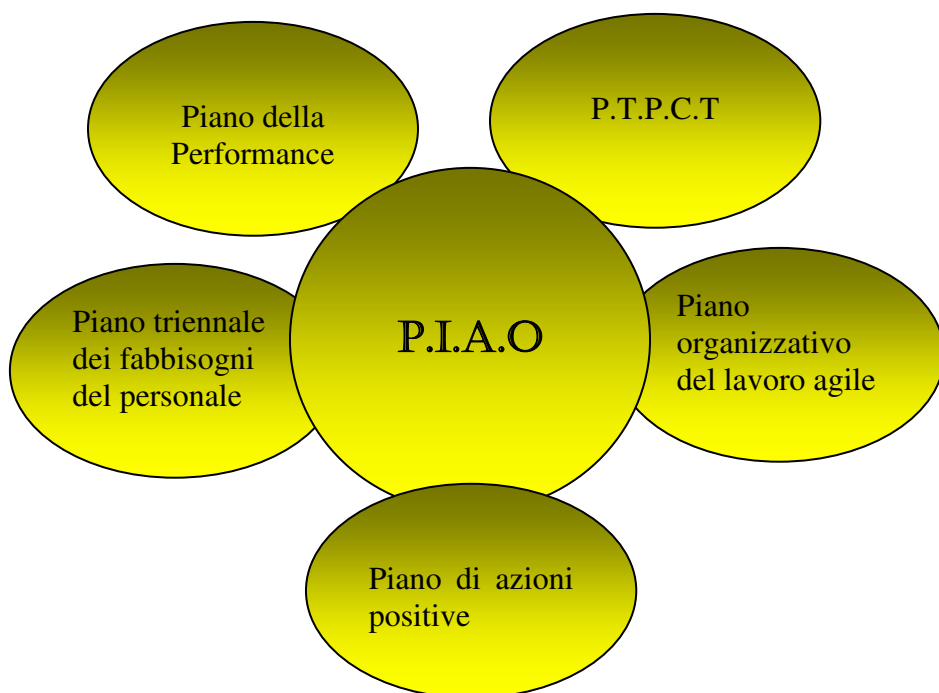 Piano della
Performance
P.T.P.C.T
Piano triennale
dei fabbisogni
del personale
P.I.A.O
Piano
organizzativo
del lavoro agile
Piano di azioni
positive